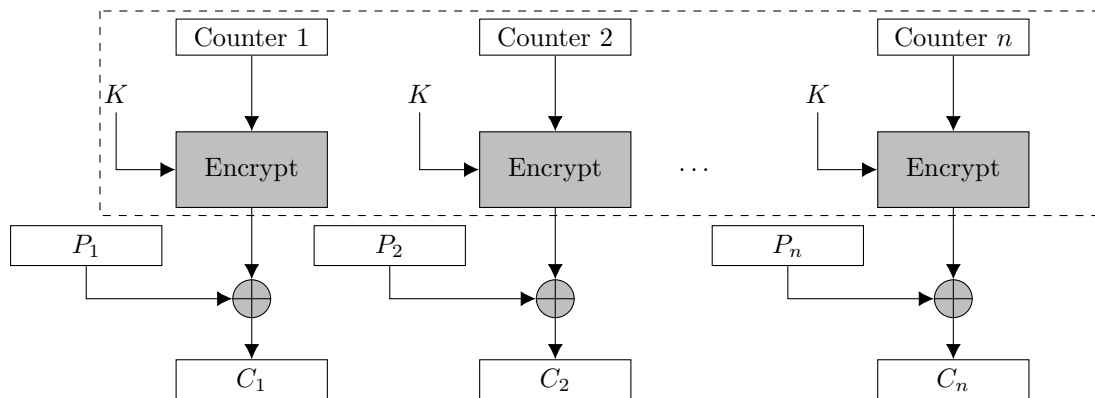 Counter 1 Counter 2 Counter n
K K K
Encrypt Encrypt ... Encrypt
P₁ P₂ Pₙ
C₁ C₂ Cₙ